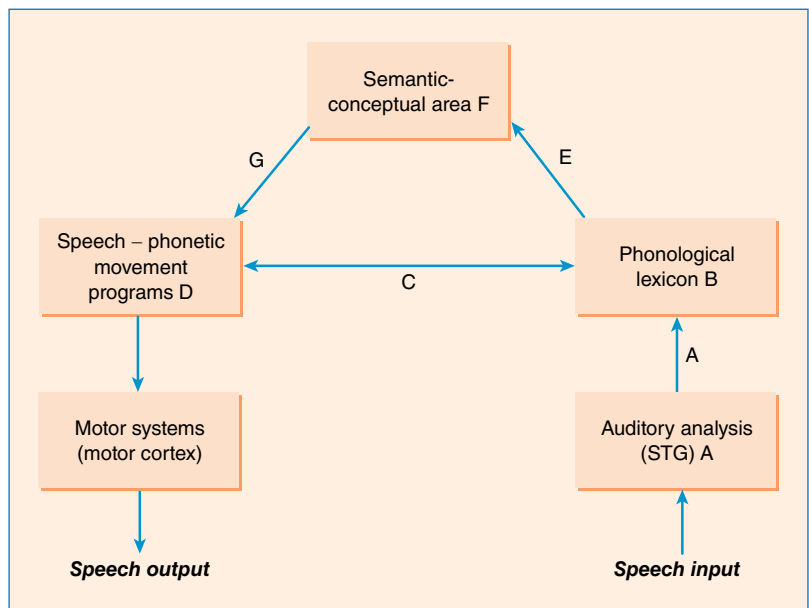 Semantic-
conceptual area F
G
E
Speech – phonetic
movement
programs D
C
Phonological
lexicon B
A
Motor systems
(motor cortex)
Auditory analysis
(STG) A
Speech output
Speech input